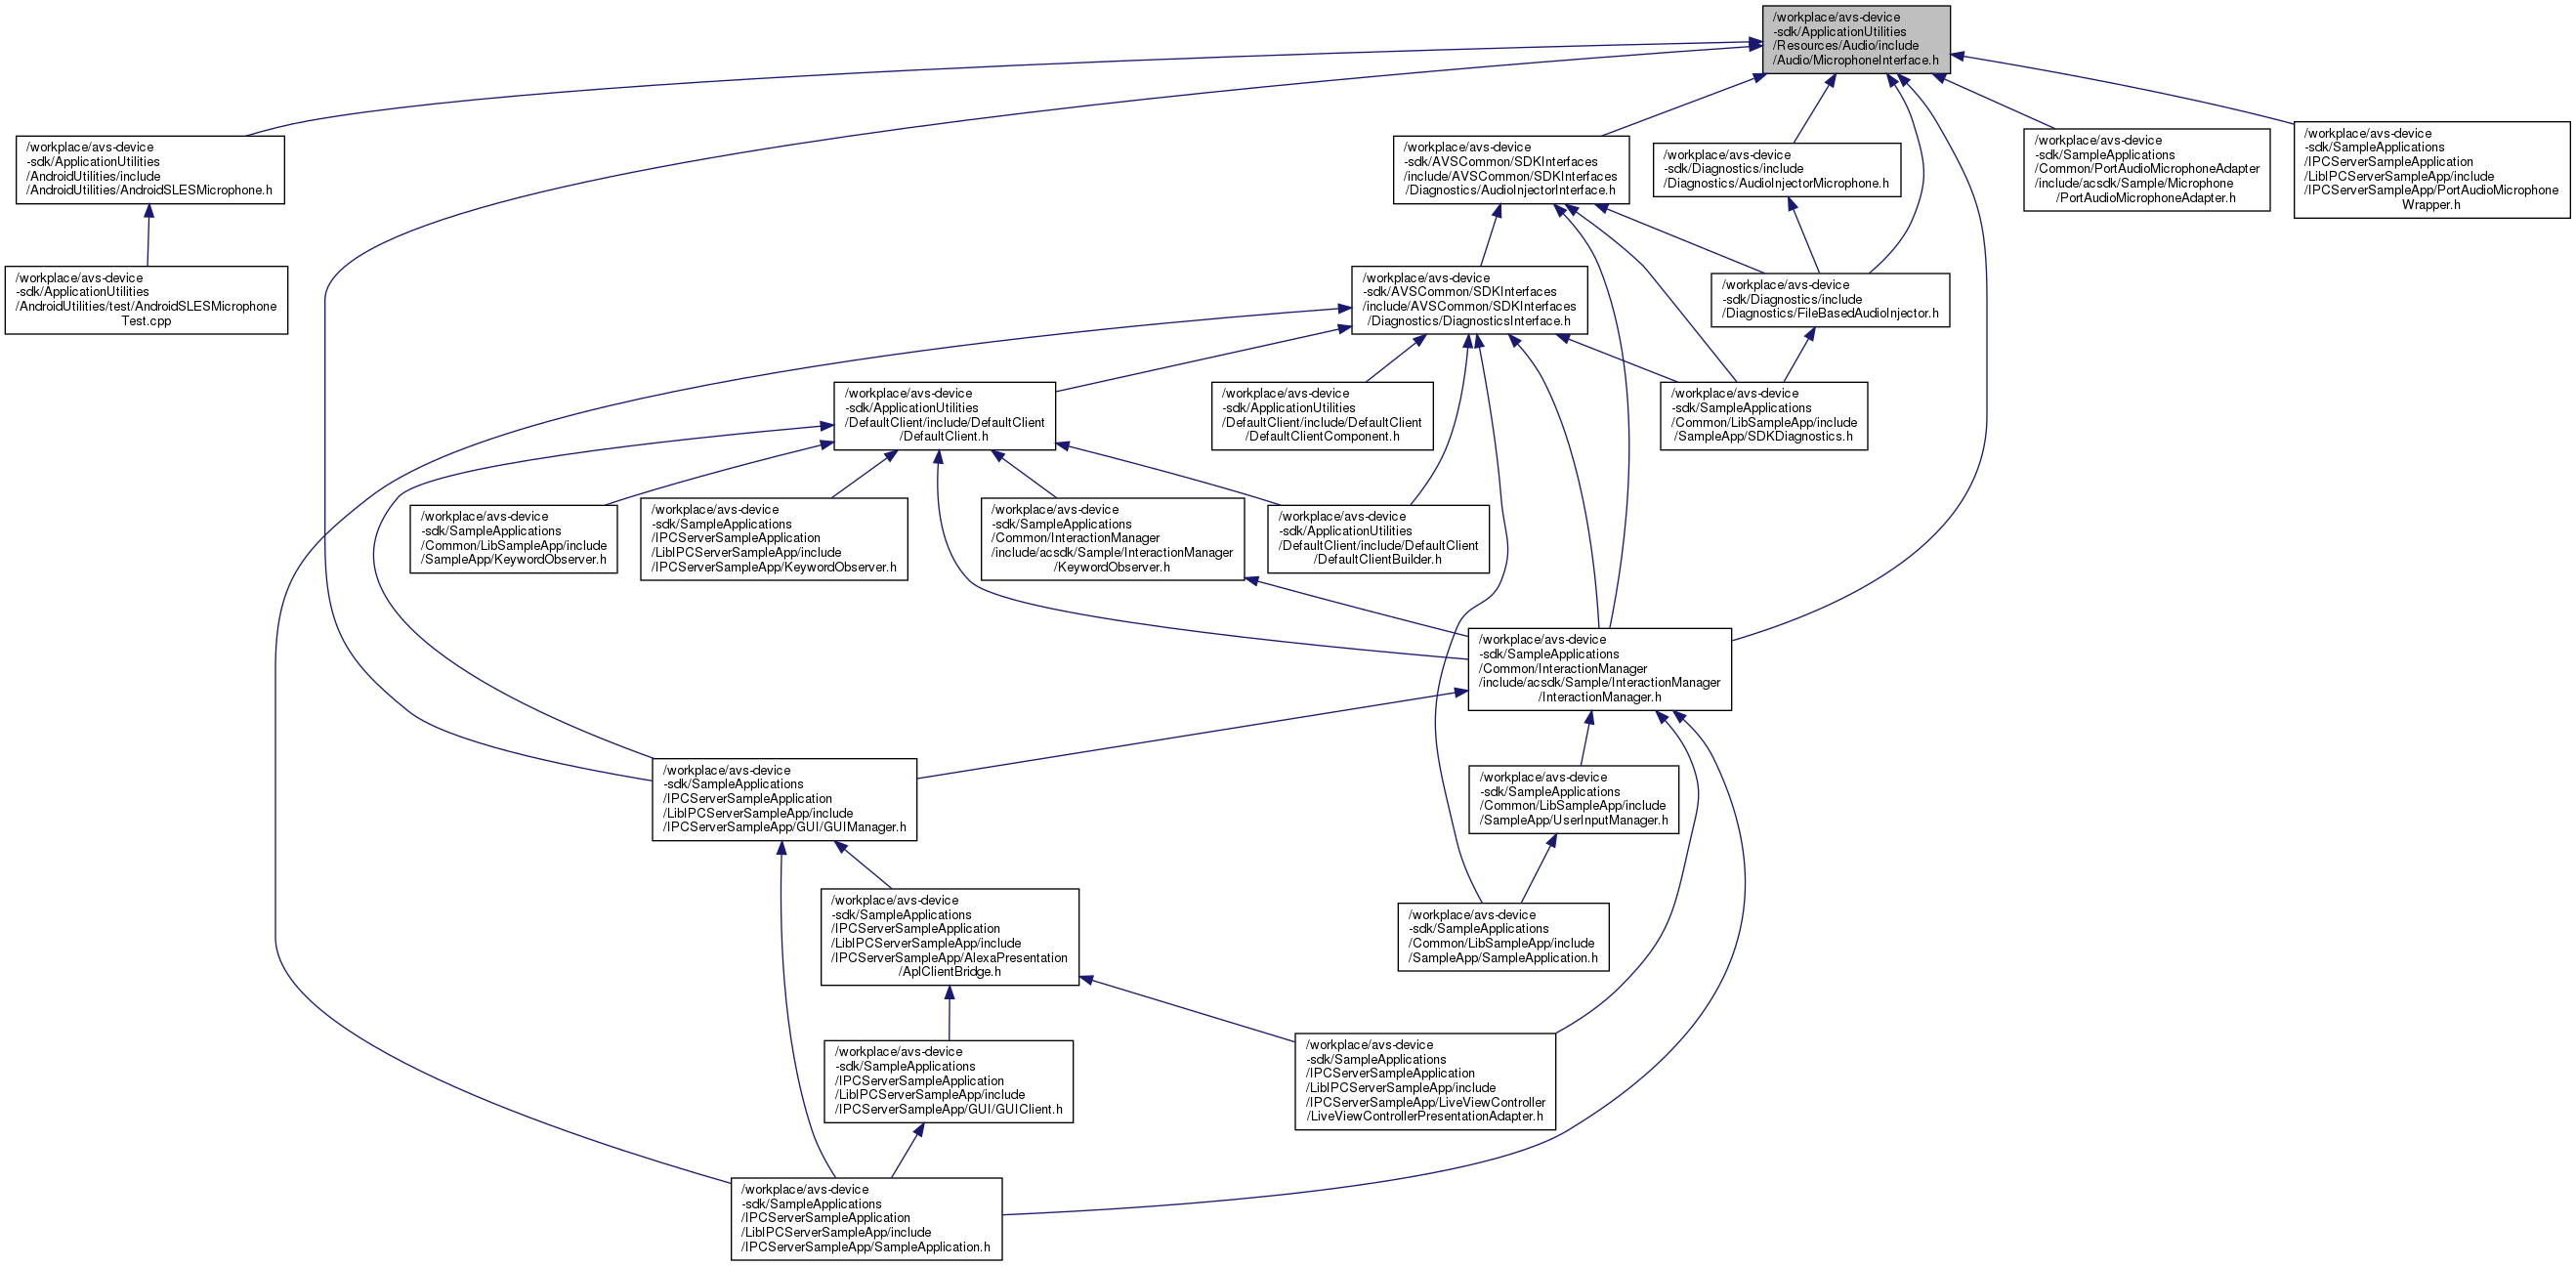 /workplace/avs-device
-sdk/ApplicationUtilities
/Resources/Audio/include
/Audio/MicrophoneInterface.h
/workplace/avs-device
-sdk/ApplicationUtilities
/AndroidUtilities/include
/AndroidUtilities/AndroidSLESMicrophone.h
/workplace/avs-device
-sdk/AVSCommon/SDKInterfaces
/include/AVSCommon/SDKInterfaces
/Diagnostics/AudioInjectorInterface.h
/workplace/avs-device
-sdk/Diagnostics/include
/Diagnostics/AudioInjectorMicrophone.h
/workplace/avs-device
-sdk/SampleApplications
/Common/PortAudioMicrophoneAdapter
/include/acsdk/Sample/Microphone
/PortAudioMicrophoneAdapter.h
/workplace/avs-device
-sdk/SampleApplications
/IPCServerSampleApplication
/LibIPCServerSampleApp/include
/IPCServerSampleApp/PortAudioMicrophone
Wrapper.h
/workplace/avs-device
-sdk/ApplicationUtilities
/AndroidUtilities/test/AndroidSLESMicrophone
Test.cpp
/workplace/avs-device
-sdk/AVSCommon/SDKInterfaces
/include/AVSCommon/SDKInterfaces
/Diagnostics/DiagnosticsInterface.h
/workplace/avs-device
-sdk/Diagnostics/include
/Diagnostics/FileBasedAudioInjector.h
/workplace/avs-device
-sdk/ApplicationUtilities
/DefaultClient/include/DefaultClient
/DefaultClient.h
/workplace/avs-device
-sdk/ApplicationUtilities
/DefaultClient/include/DefaultClient
/DefaultClientComponent.h
/workplace/avs-device
-sdk/SampleApplications
/Common/LibSampleApp/include
/SampleApp/SDKDiagnostics.h
/workplace/avs-device
-sdk/SampleApplications
/Common/LibSampleApp/include
/SampleApp/KeywordObserver.h
/workplace/avs-device
-sdk/SampleApplications
/IPCServerSampleApplication
/LibIPCServerSampleApp/include
/IPCServerSampleApp/KeywordObserver.h
/workplace/avs-device
-sdk/SampleApplications
/Common/InteractionManager
/include/acsdk/Sample/InteractionManager
/KeywordObserver.h
/workplace/avs-device
-sdk/ApplicationUtilities
/DefaultClient/include/DefaultClient
/DefaultClientBuilder.h
/workplace/avs-device
-sdk/SampleApplications
/Common/InteractionManager
/include/acsdk/Sample/InteractionManager
/InteractionManager.h
/workplace/avs-device
-sdk/SampleApplications
/IPCServerSampleApplication
/LibIPCServerSampleApp/include
/IPCServerSampleApp/GUI/GUIManager.h
/workplace/avs-device
-sdk/SampleApplications
/Common/LibSampleApp/include
/SampleApp/UserInputManager.h
/workplace/avs-device
-sdk/SampleApplications
/IPCServerSampleApplication
/LibIPCServerSampleApp/include
/IPCServerSampleApp/AlexaPresentation
/AplClientBridge.h
/workplace/avs-device
-sdk/SampleApplications
/Common/LibSampleApp/include
/SampleApp/SampleApplication.h
/workplace/avs-device
-sdk/SampleApplications
/IPCServerSampleApplication
/LibIPCServerSampleApp/include
/IPCServerSampleApp/GUI/GUIClient.h
/workplace/avs-device
-sdk/SampleApplications
/IPCServerSampleApplication
/LibIPCServerSampleApp/include
/IPCServerSampleApp/LiveViewController
/LiveViewControllerPresentationAdapter.h
/workplace/avs-device
-sdk/SampleApplications
/IPCServerSampleApplication
/LibIPCServerSampleApp/include
/IPCServerSampleApp/SampleApplication.h